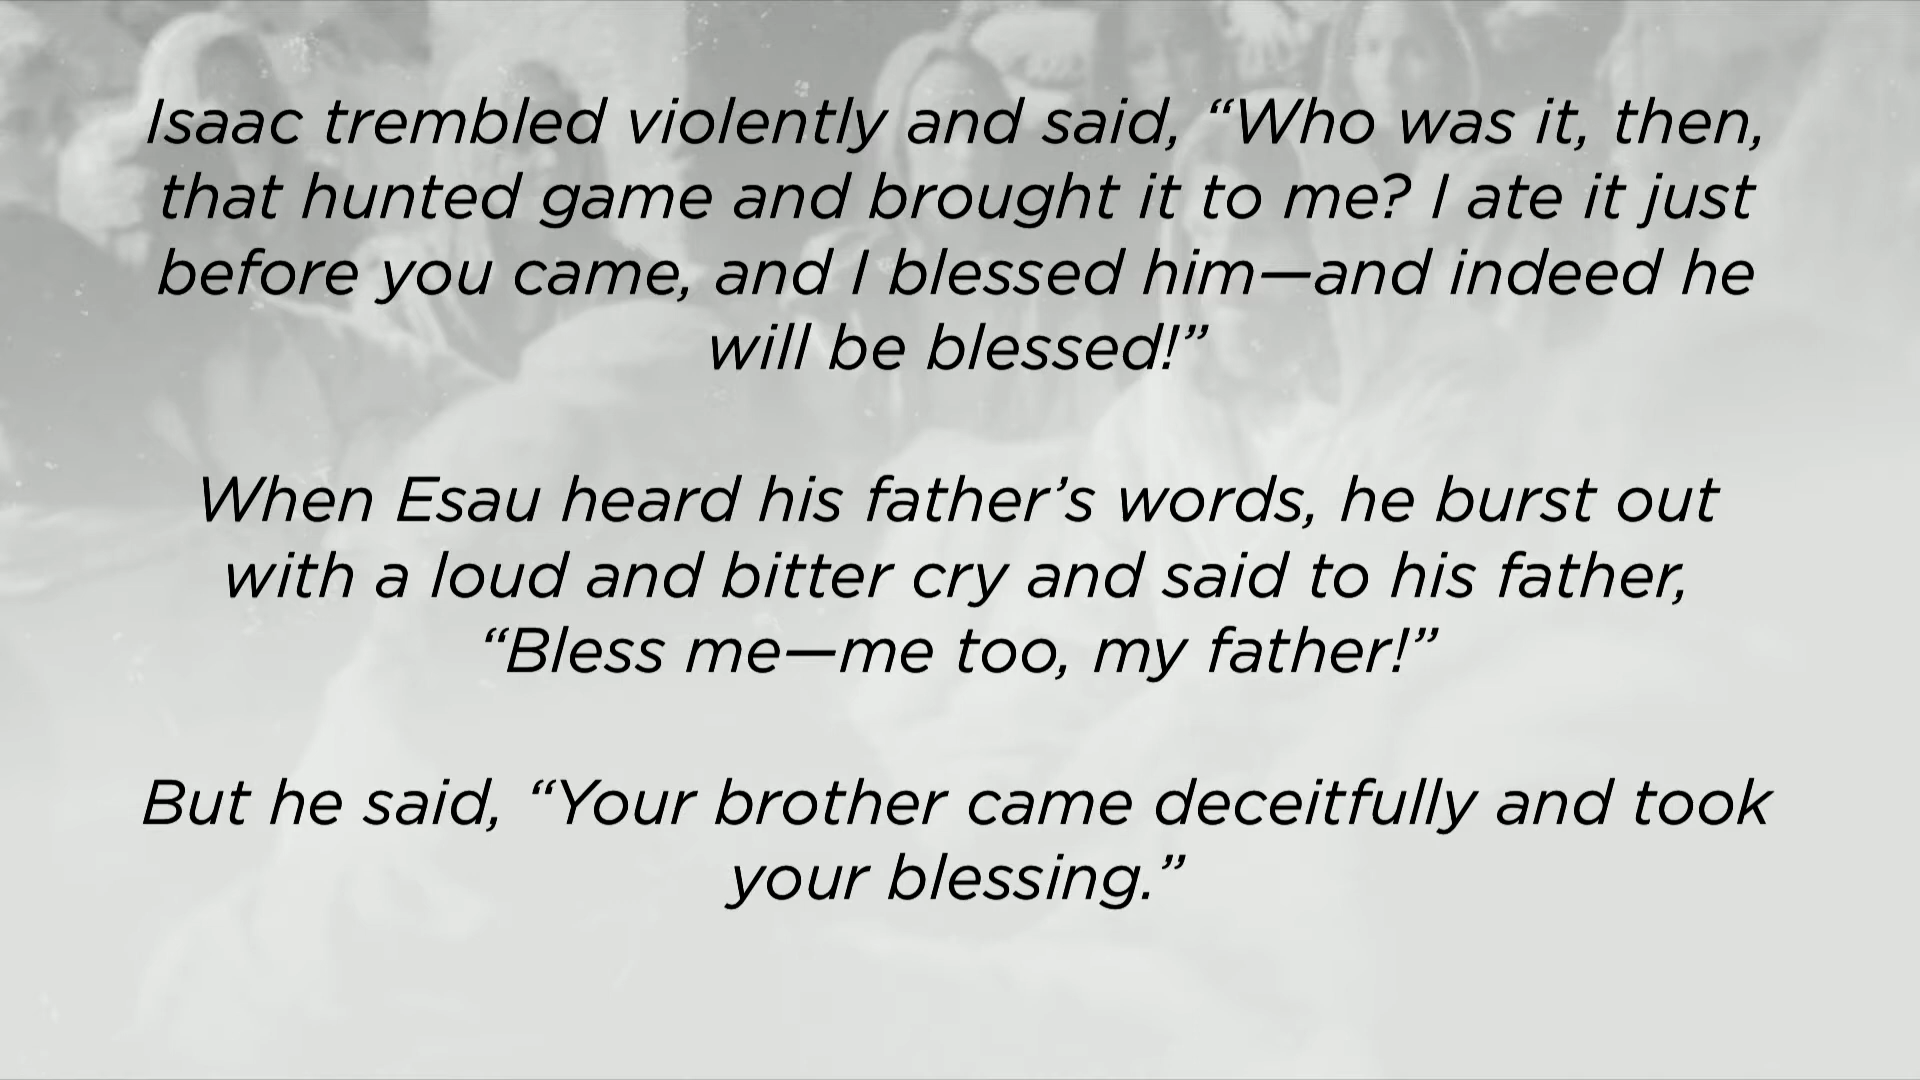 Isaac trembled violently and said, “Who was it, then,
that hunted game and brought it to me? I ate it just
before you came, and I blessed him—and indeed he
will be blessed!”
When Esau heard his father’s words, he burst out
with a loud and bitter cry and said to his father,
“Bless me—me too, my father!”
But he said, “Your brother came deceitfully and took
your blessing.”